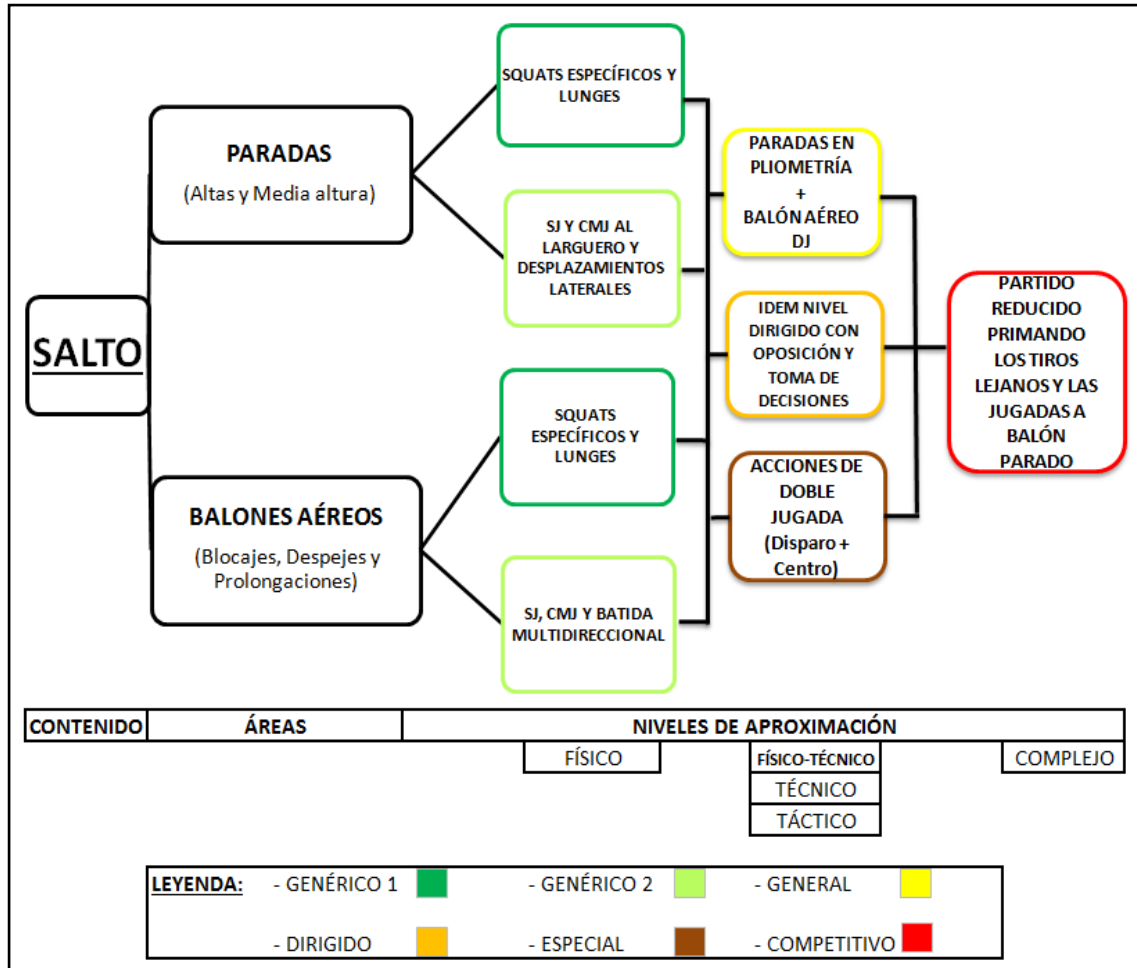 SALTO
PARADAS
(Altas y Media altura)
BALONES AÉREOS
(Blocajes, Despejes y
Prolongaciones)
SQUATS ESPECÍFICOS Y
LUNGES
SJ Y CMJ AL
LARGUERO Y
DESPLAZAMIENTOS
LATERALES
SQUATS
ESPECÍFICOS Y
LUNGES
SJ, CMJ Y BATIDA
MULTIDIRECCIONAL
PARADAS EN
PLIOMETRÍA
+
BALÓN AÉREO
DJ
IDEM NIVEL
DIRIGIDO CON
OPOSICIÓN Y
TOMA DE
DECISIONES
ACCIONES DE
DOBLE
JUGADA
(Disparo +
Centro)
PARTIDO
REDUCIDO
PRIMANDO
LOS TIROS
LEJANOS Y LAS
JUGADAS A
BALÓN
PARADO
CONTENIDO ÁREAS NIVELES DE APROXIMACIÓN
FÍSICO FÍSICO-TÉCNICO COMPLEJO
TÉCNICO
TÁCTICO
LEYENDA: - GENÉRICO 1 - GENÉRICO 2 - GENERAL
- DIRIGIDO - ESPECIAL - COMPETITIVO